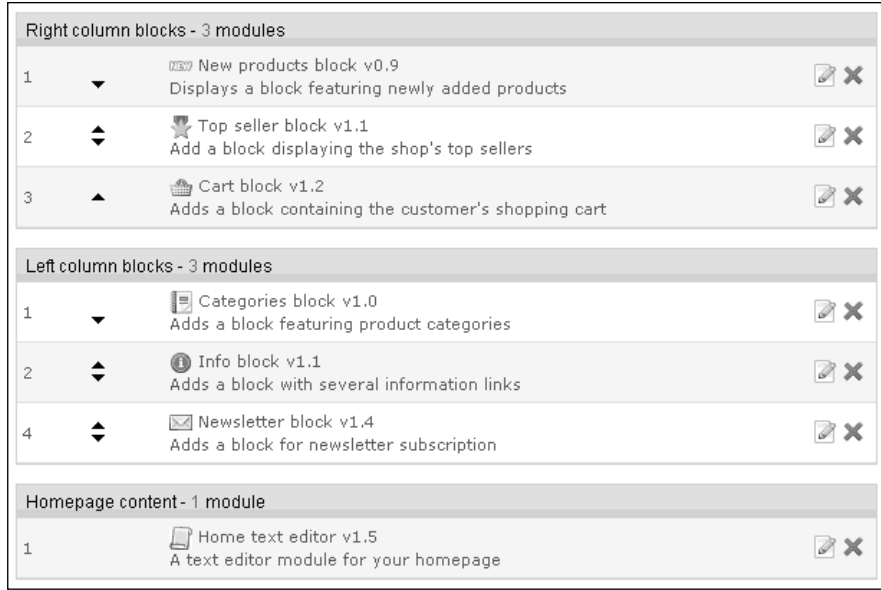 Right column blocks - 3 modules
1
NEW New products block v0.9
Displays a block featuring newly added products
2
Top seller block v1.1
Add a block displaying the shop's top sellers
3
Cart block v1.2
Adds a block containing the customer's shopping cart
Left column blocks - 3 modules
1
Categories block v1.0
Adds a block featuring product categories
2
Info block v1.1
Adds a block with several information links
4
Newsletter block v1.4
Adds a block for newsletter subscription
Homepage content - 1 module
1
Home text editor v1.5
A text editor module for your homepage